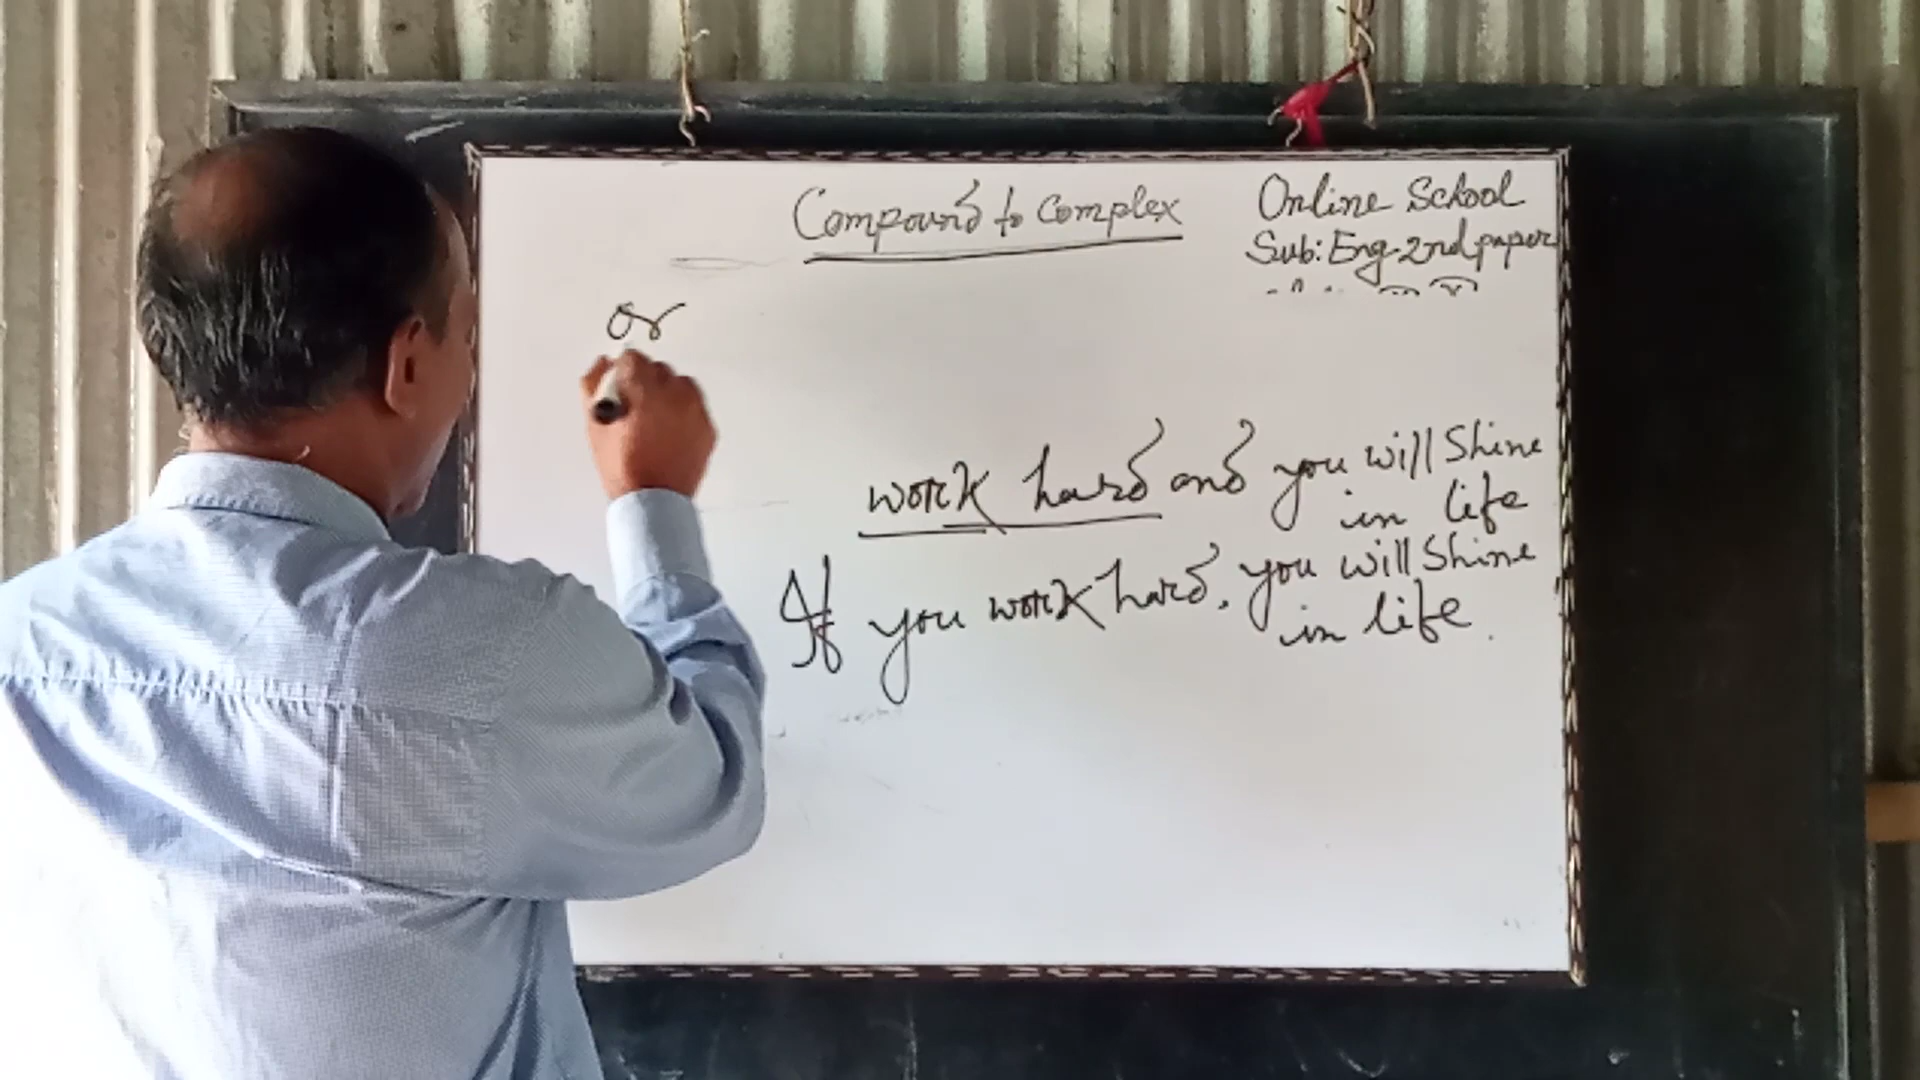 Compound to Complex
Online School
Sub: Eng 2nd paper
or
work hard and you will Shine
in life
If you work hard, you will Shine
in life.